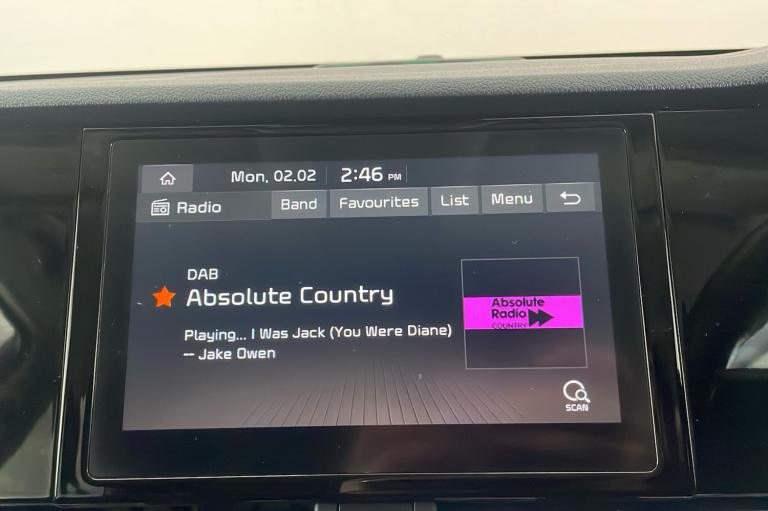 Mon, 02.02 2:46 PM
Radio Band Favourites List Menu
DAB
Absolute Country
Playing... I Was Jack (You Were Diane)
-- Jake Owen
Absolute
Radio
COUNTRY
SCAN